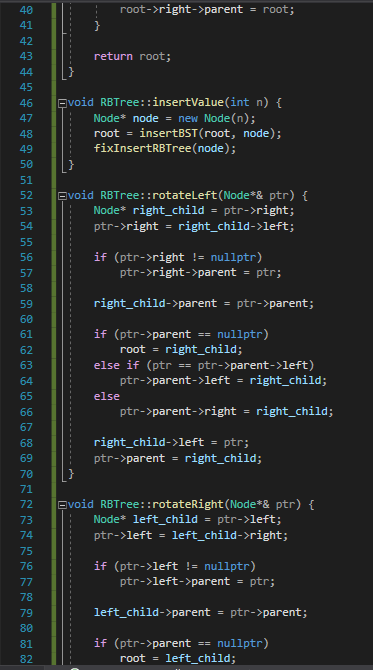 40 root->right->parent = root;
41 }
42
43 return root;
44 }
45
46 void RBTree::insertValue(int n) {
47 Node* node = new Node(n);
48 root = insertBST(root, node);
49 fixInsertRBTree(node);
50 }
51
52 void RBTree::rotateLeft(Node*& ptr) {
53 Node* right_child = ptr->right;
54 ptr->right = right_child->left;
55
56 if (ptr->right != nullptr)
57 ptr->right->parent = ptr;
58
59 right_child->parent = ptr->parent;
60
61 if (ptr->parent == nullptr)
62 root = right_child;
63 else if (ptr == ptr->parent->left)
64 ptr->parent->left = right_child;
65 else
66 ptr->parent->right = right_child;
67
68 right_child->left = ptr;
69 ptr->parent = right_child;
70 }
71
72 void RBTree::rotateRight(Node*& ptr) {
73 Node* left_child = ptr->left;
74 ptr->left = left_child->right;
75
76 if (ptr->left != nullptr)
77 ptr->left->parent = ptr;
78
79 left_child->parent = ptr->parent;
80
81 if (ptr->parent == nullptr)
82 root = left_child;